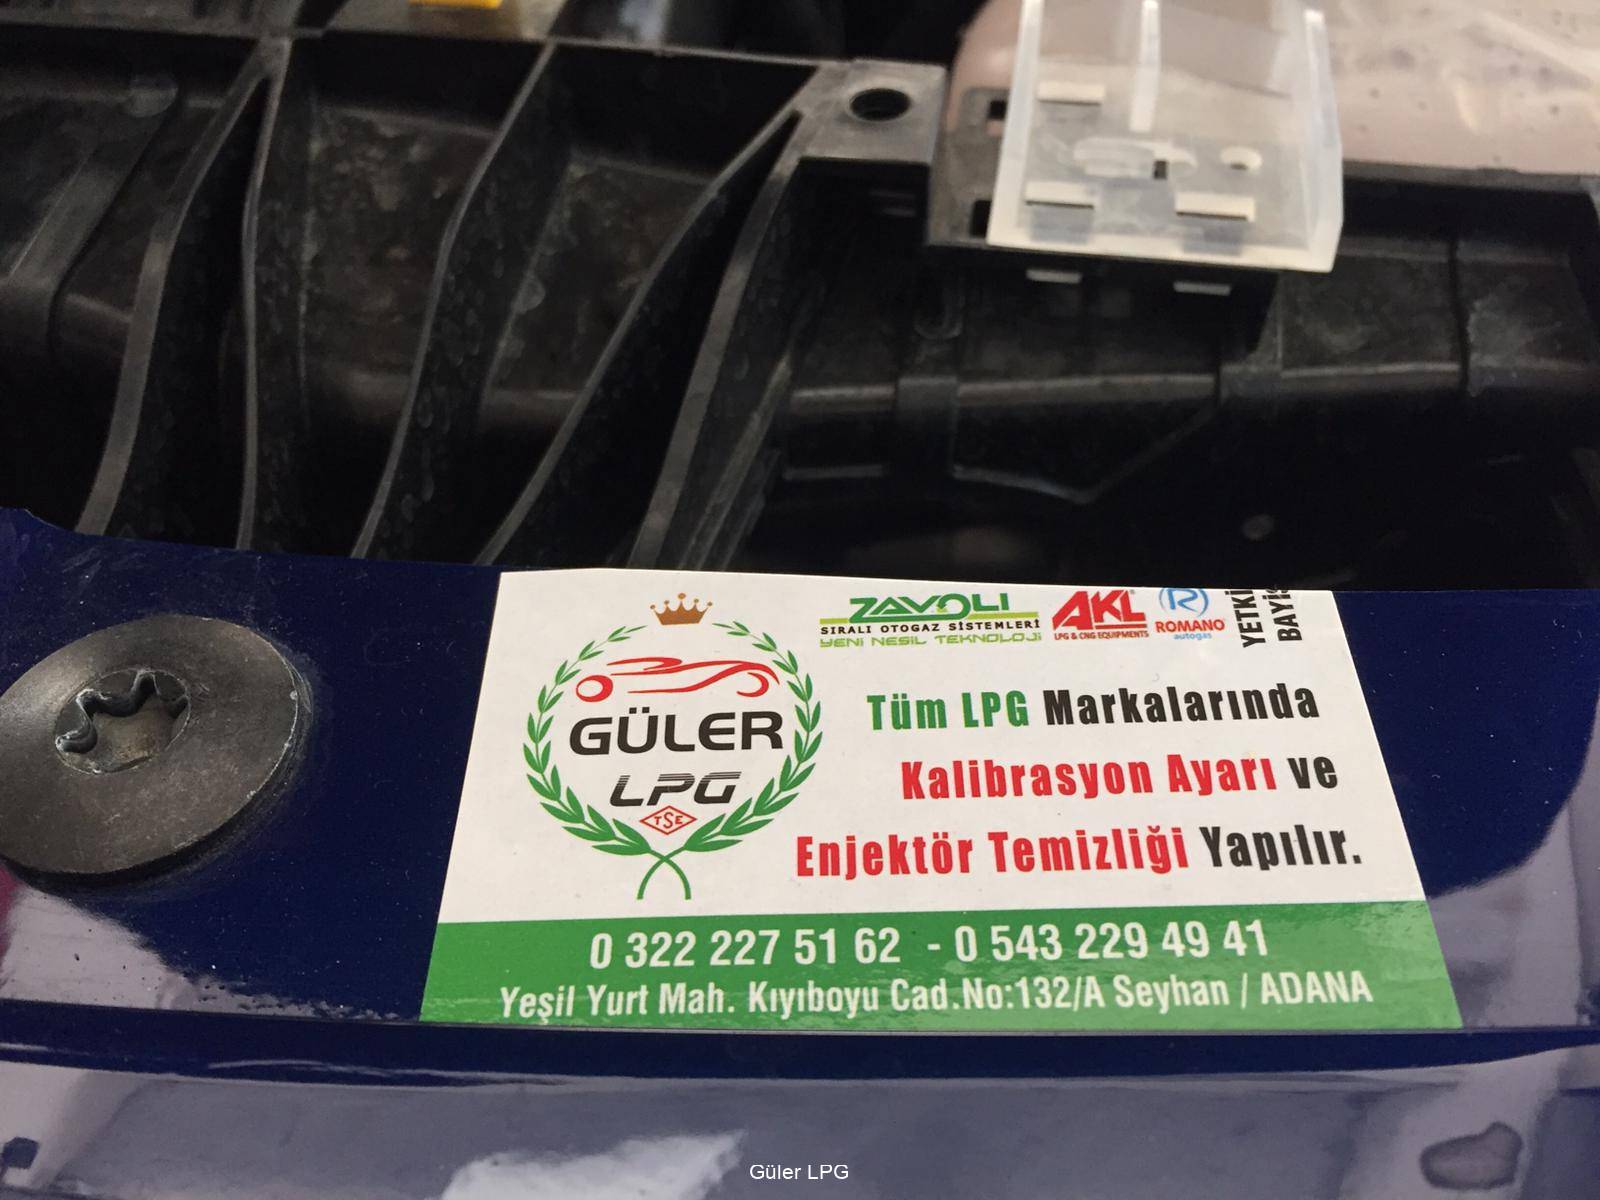 GÜLER
LPG
TSE
ZAVOLI
SIRALI OTOGAZ SİSTEMLERİ
YENİ NESİL TEKNOLOJİ
AKL
LPG & CNG EQUIPMENTS
R
ROMANO
autogas
Tüm LPG Markalarında
Kalibrasyon Ayarı ve
Enjektör Temizliği Yapılır.
0 322 227 51 62 - 0 543 229 49 41
Yeşil Yurt Mah. Kıyıboyu Cad.No:132/A Seyhan / ADANA
Güler LPG